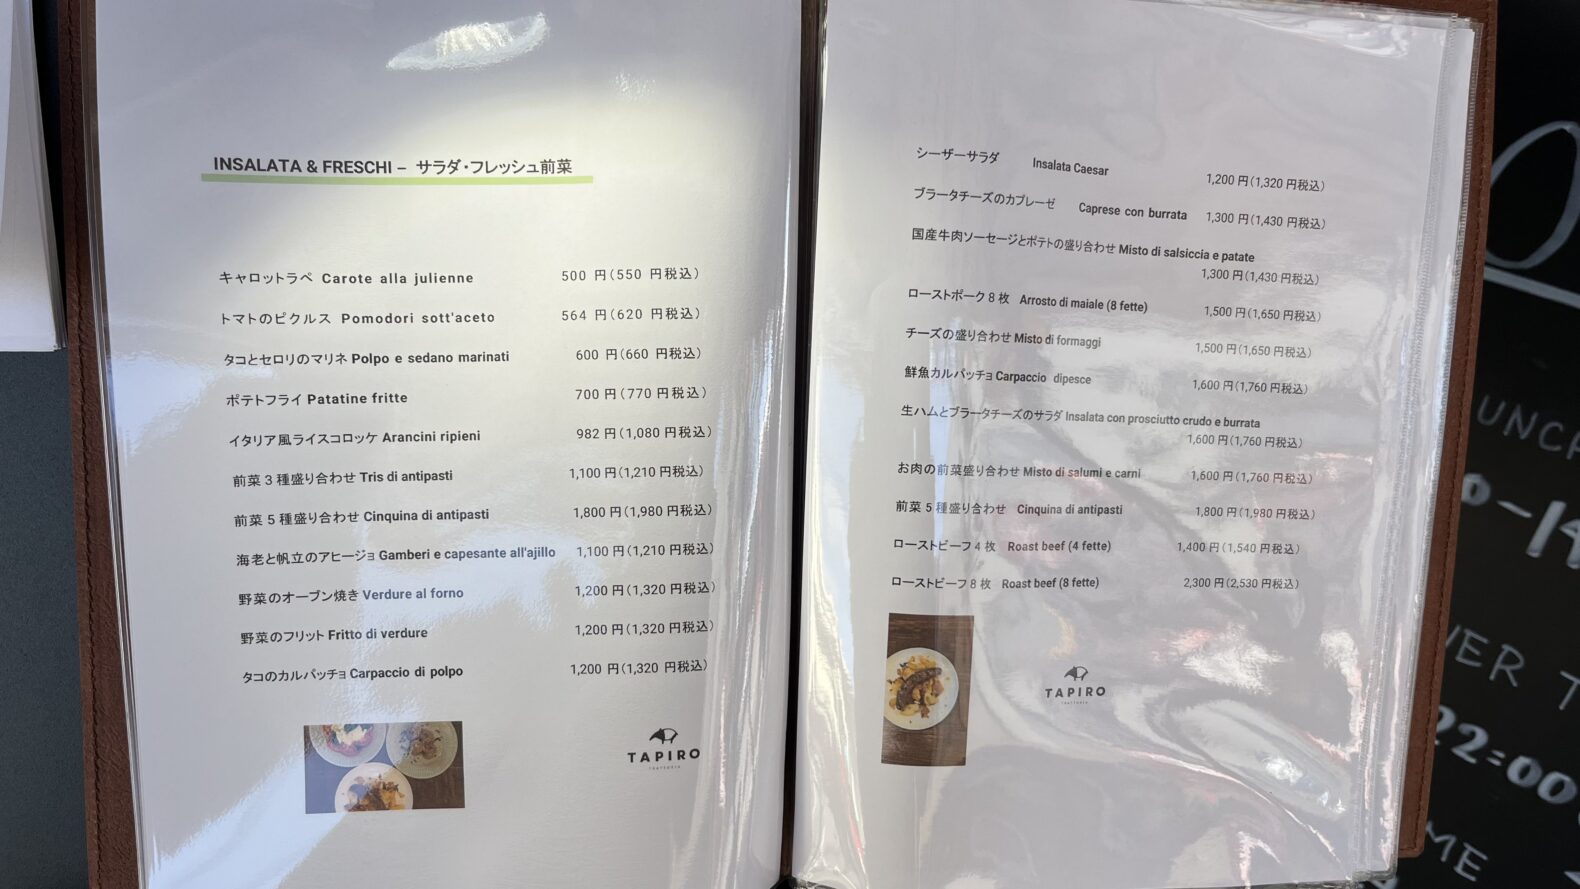 INSALATA & FRESCHI – サラダ・フレッシュ前菜
キャロットラペ Carote alla julienne 500 円(550 円税込)
トマトのピクルス Pomodori sott'aceto 564 円(620 円税込)
タコとセロリのマリネ Polpo e sedano marinati 600 円(660 円税込)
ポテトフライ Patatine fritte 700 円(770 円税込)
イタリア風ライスコロッケ Arancini ripieni 982 円(1,080 円税込)
前菜 3 種盛り合わせ Tris di antipasti 1,100 円(1,210 円税込)
前菜 5 種盛り合わせ Cinquina di antipasti 1,800 円(1,980 円税込)
海老と帆立のアヒージョ Gamberi e capesante all'ajillo 1,100 円(1,210 円税込)
野菜のオーブン焼き Verdure al forno 1,200 円(1,320 円税込)
野菜のフリット Fritto di verdure 1,200 円(1,320 円税込)
タコのカルパッチョ Carpaccio di polpo 1,200 円(1,320 円税込)
TAPIRO
シーザーサラダ Insalata Caesar 1,200 円(1,320 円税込)
ブラータチーズのカプレーゼ Caprese con burrata 1,300 円(1,430 円税込)
国産牛肉ソーセージとポテトの盛り合わせ Misto di salsiccia e patate
1,300 円(1,430 円税込)
ローストポーク 8 枚 Arrosto di maiale (8 fette) 1,500 円(1,650 円税込)
チーズの盛り合わせ Misto di formaggi 1,500 円(1,650 円税込)
鮮魚カルパッチョ Carpaccio dipesce 1,600 円(1,760 円税込)
生ハムとブラータチーズのサラダ Insalata con prosciutto crudo e burrata
1,600 円(1,760 円税込)
お肉の前菜盛り合わせ Misto di salumi e carni 1,600 円(1,760 円税込)
前菜 5 種盛り合わせ Cinquina di antipasti 1,800 円(1,980 円税込)
ローストビーフ 4 枚 Roast beef (4 fette) 1,400 円(1,540 円税込)
ローストビーフ 8 枚 Roast beef (8 fette) 2,300 円(2,530 円税込)
TAPIRO
22:00